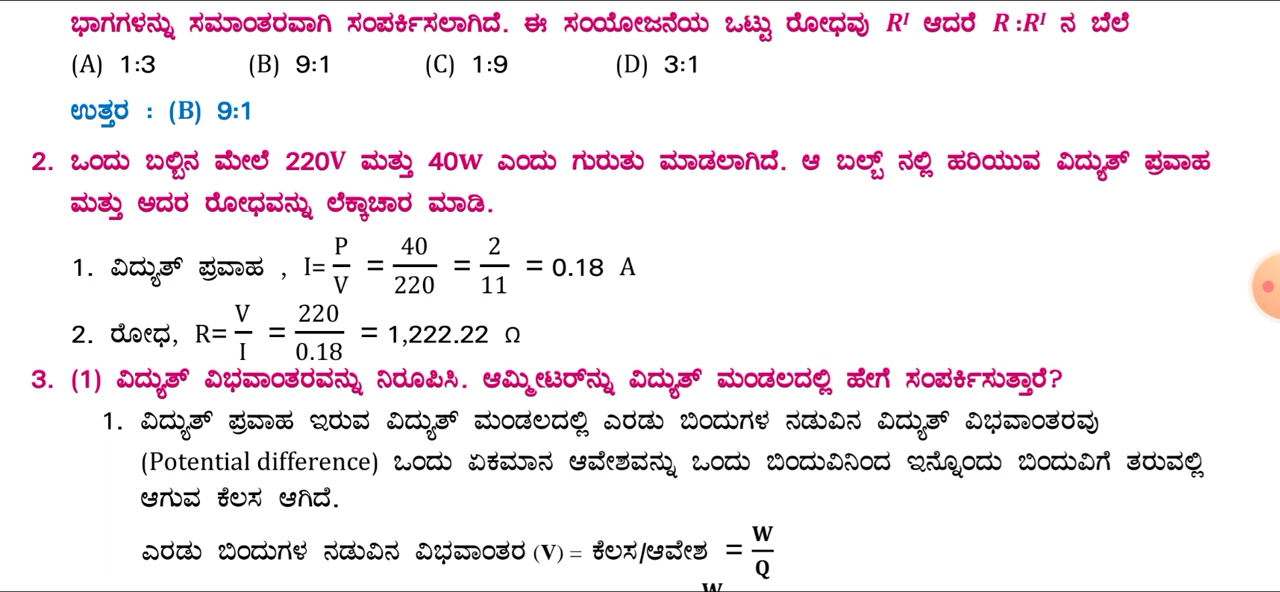 ಭಾಗಗಳನ್ನು ಸಮಾಂತರವಾಗಿ ಸಂಪರ್ಕಿಸಲಾಗಿದೆ. ಈ ಸಂಯೋಜನೆಯ ಒಟ್ಟು ರೋಧವು Rᴵ ಆದರೆ R :Rᴵ ನ ಬೆಲೆ
(A) 1:3 (B) 9:1 (C) 1:9 (D) 3:1
ಉತ್ತರ : (B) 9:1
2. ಒಂದು ಬಲ್ಬಿನ ಮೇಲೆ 220V ಮತ್ತು 40W ಎಂದು ಗುರುತು ಮಾಡಲಾಗಿದೆ. ಆ ಬಲ್ಬ್ ನಲ್ಲಿ ಹರಿಯುವ ವಿದ್ಯುತ್ ಪ್ರವಾಹ
ಮತ್ತು ಅದರ ರೋಧವನ್ನು ಲೆಕ್ಕಾಚಾರ ಮಾಡಿ.
1. ವಿದ್ಯುತ್ ಪ್ರವಾಹ , I= P/V = 40/220 = 2/11 = 0.18 A
2. ರೋಧ, R= V/I = 220/0.18 = 1,222.22 Ω
3. (1) ವಿದ್ಯುತ್ ವಿಭವಾಂತರವನ್ನು ನಿರೂಪಿಸಿ. ಆಮ್ಮಿಟರ್‌ನ್ನು ವಿದ್ಯುತ್ ಮಂಡಲದಲ್ಲಿ ಹೇಗೆ ಸಂಪರ್ಕಿಸುತ್ತಾರೆ?
1. ವಿದ್ಯುತ್ ಪ್ರವಾಹ ಇರುವ ವಿದ್ಯುತ್ ಮಂಡಲದಲ್ಲಿ ಎರಡು ಬಿಂದುಗಳ ನಡುವಿನ ವಿದ್ಯುತ್ ವಿಭವಾಂತರವು
(Potential difference) ಒಂದು ಏಕಮಾನ ಆವೇಶವನ್ನು ಒಂದು ಬಿಂದುವಿನಿಂದ ಇನ್ನೊಂದು ಬಿಂದುವಿಗೆ ತರುವಲ್ಲಿ
ಆಗುವ ಕೆಲಸ ಆಗಿದೆ.
ಎರಡು ಬಿಂದುಗಳ ನಡುವಿನ ವಿಭವಾಂತರ (V) = ಕೆಲಸ/ಆವೇಶ = W/Q